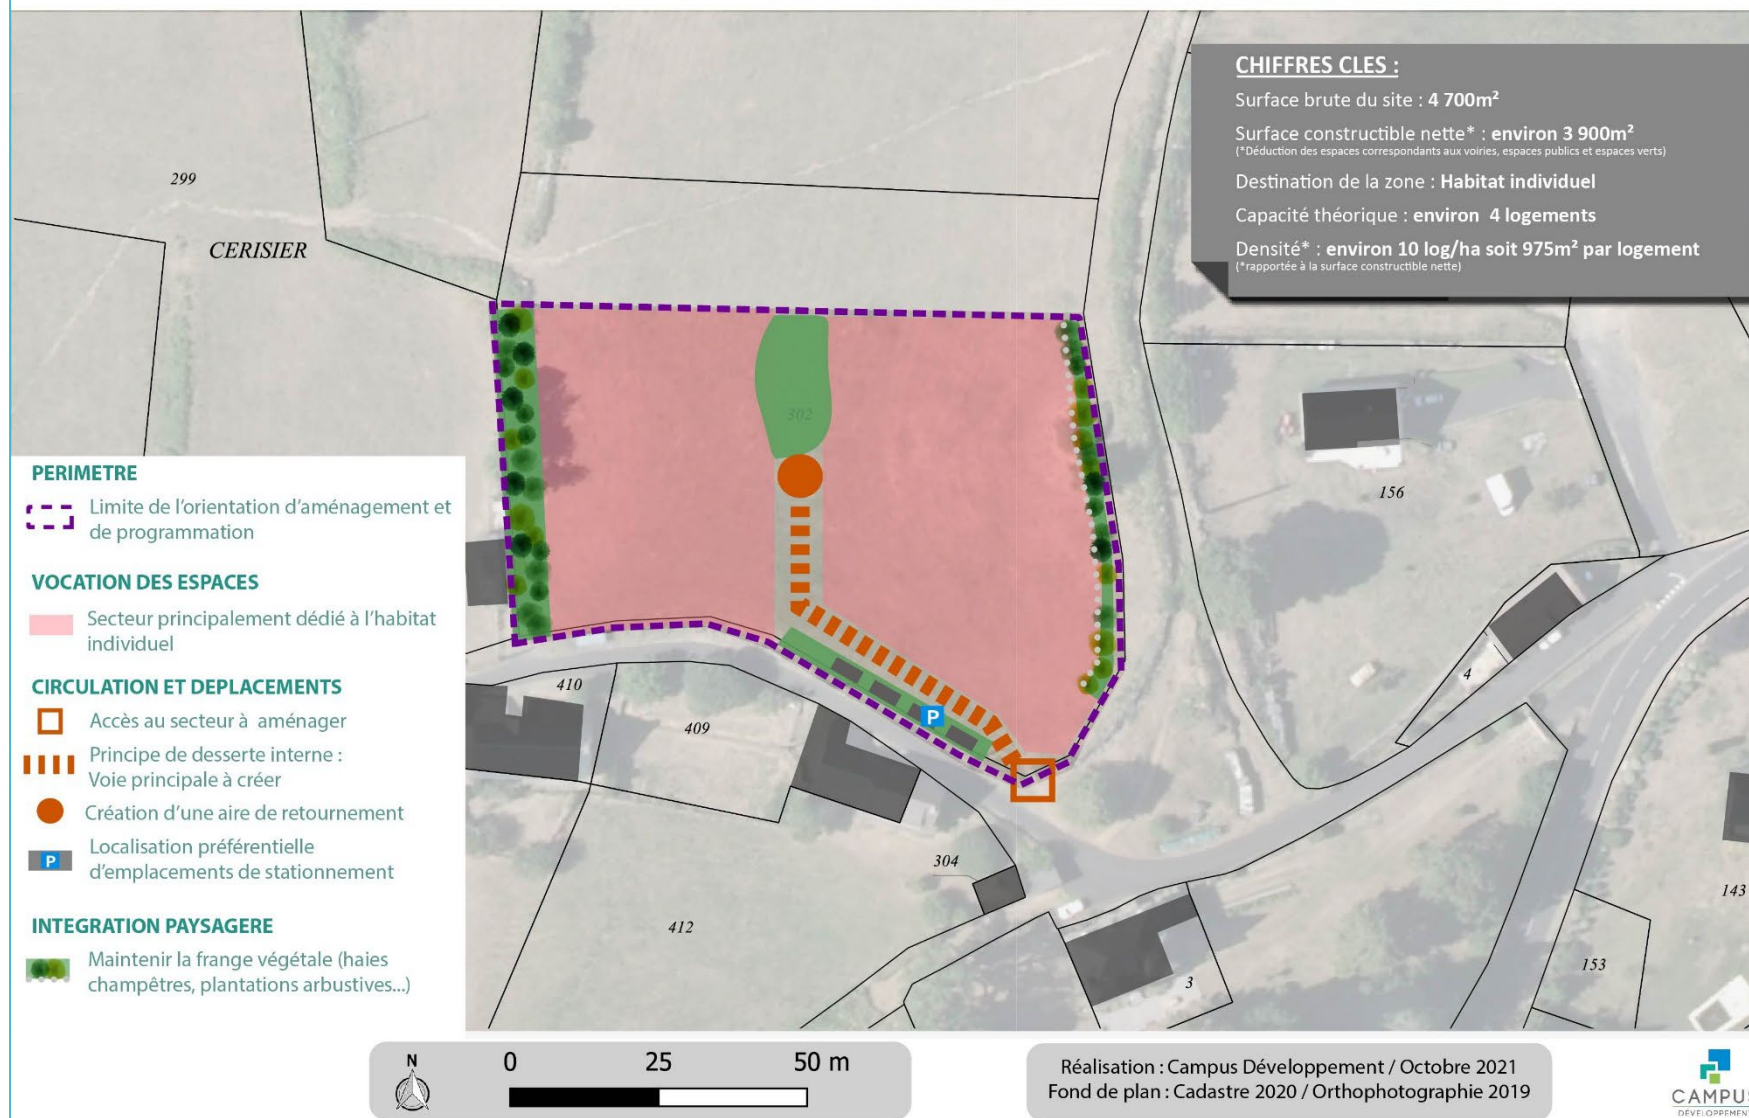 CHIFFRES CLES :
Surface brute du site : 4 700m²
Surface constructible nette* : environ 3 900m²
(*Déduction des espaces correspondants aux voiries, espaces publics et espaces verts)
Destination de la zone : Habitat individuel
Capacité théorique : environ 4 logements
Densité* : environ 10 log/ha soit 975m² par logement
(*rapportée à la surface constructible nette)
299
CERISIER
302
156
4
410
409
P
304
412
3
143
153
PERIMETRE
Limite de l'orientation d'aménagement et
de programmation
VOCATION DES ESPACES
Secteur principalement dédié à l'habitat
individuel
CIRCULATION ET DEPLACEMENTS
Accès au secteur à aménager
Principe de desserte interne :
Voie principale à créer
Création d'une aire de retournement
P
Localisation préférentielle
d'emplacements de stationnement
INTEGRATION PAYSAGERE
Maintenir la frange végétale (haies
champêtres, plantations arbustives...)
N
0 25 50 m
Réalisation : Campus Développement / Octobre 2021
Fond de plan : Cadastre 2020 / Orthophotographie 2019
CAMPUS
DÉVELOPPEMENT